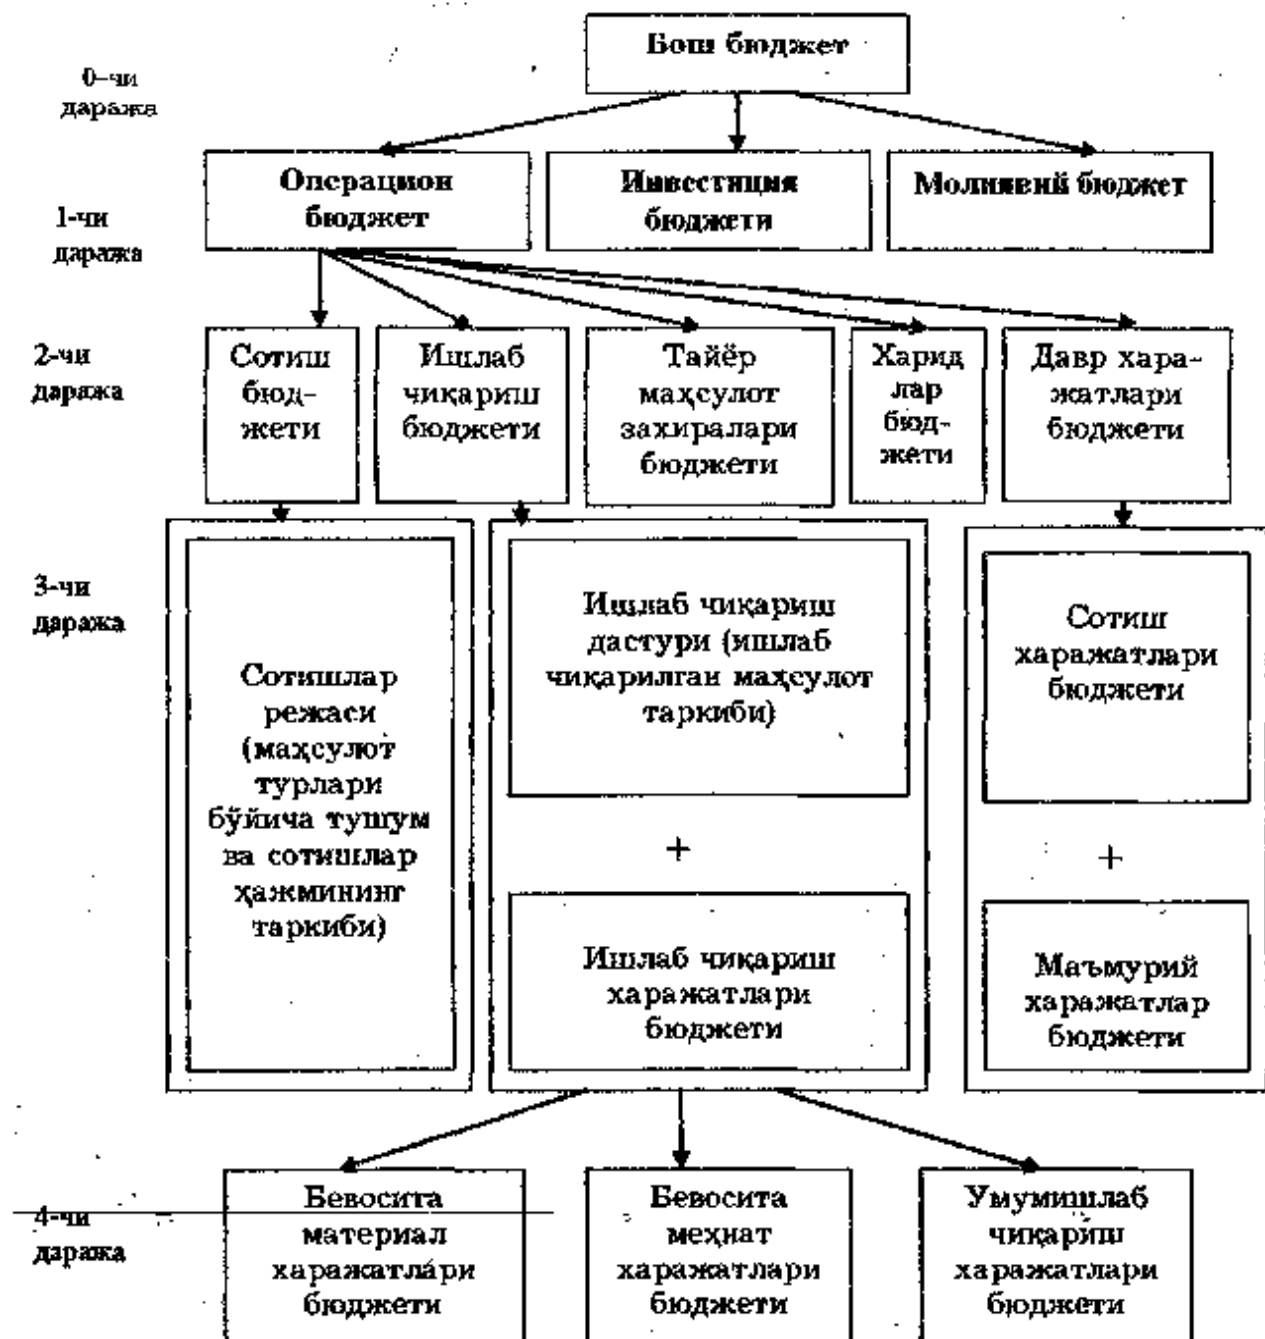 Бош бюджет
0-чи
даража
Операцион
бюджет
Инвестиция
бюджети
Молиявий бюджет
1-чи
даража
2-чи
даража
Сотиш
бюд-
жети
Ишлаб
чиқариш
бюджети
Тайёр
маҳсулот
захиралари
бюджети
Харид
лар
бюд-
жети
Давр хара-
жатлари
бюджети
3-чи
даража
Сотишлар
режаси
(маҳсулот
турлари
бўйича тушум
ва сотишлар
ҳажмининг
таркиби)
Ишлаб чиқариш
дастури (ишлаб
чиқарилган маҳсулот
таркиби)
+
Ишлаб чиқариш
харажатлари
бюджети
Сотиш
харажатлари
бюджети
+
Маъмурий
харажатлар
бюджети
4-чи
даража
Бевосита
материал
харажатлари
бюджети
Бевосита
меҳнат
харажатлари
бюджети
Умумишлаб
чиқариш
харажатлари
бюджети